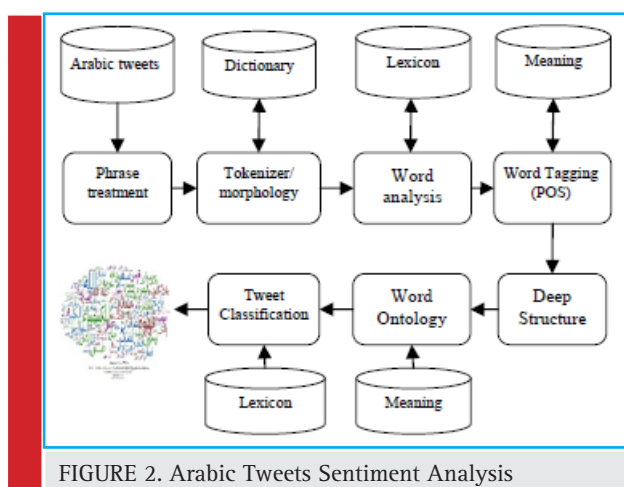 Arabic tweets
Dictionary
Lexicon
Meaning
Phrase
treatment
Tokenizer/
morphology
Word
analysis
Word Tagging
(POS)
Tweet
Classification
Word
Ontology
Deep
Structure
Lexicon
Meaning
FIGURE 2. Arabic Tweets Sentiment Analysis